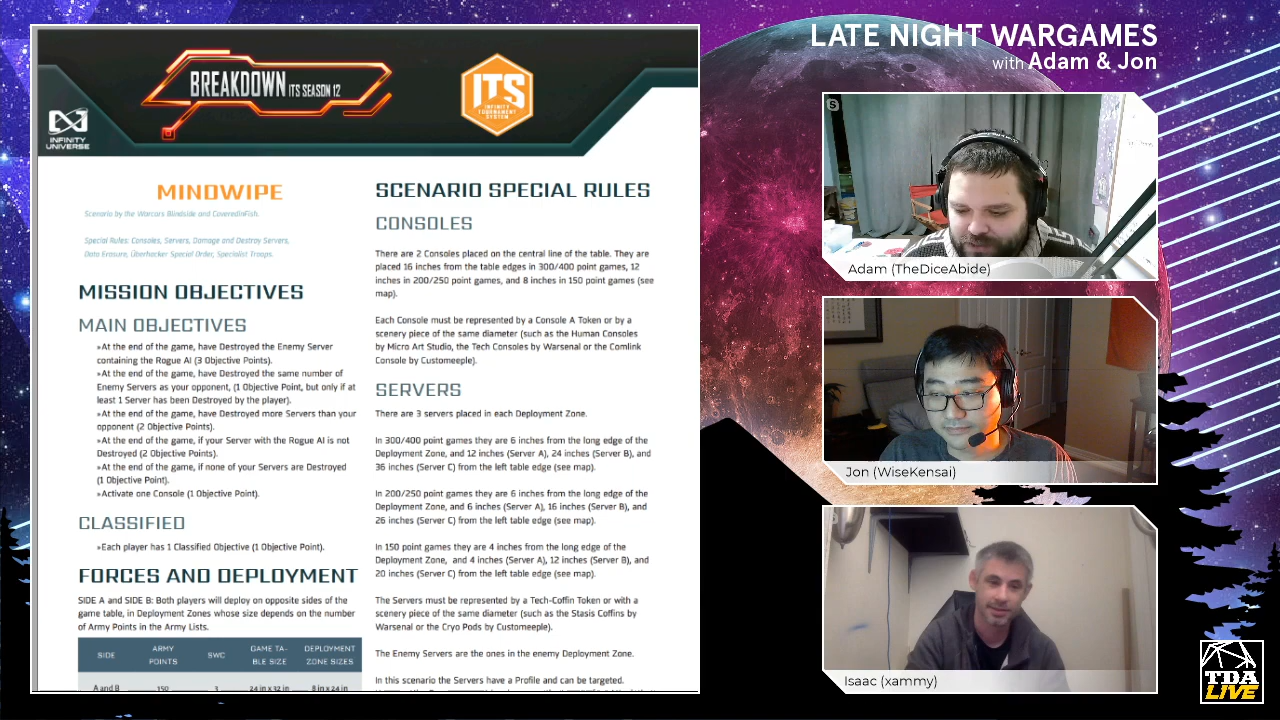 LATE NIGHT WARGAMES
with Adam & Jon
BREAKDOWN ITS SEASON 12
ITS
INFINITY
TOURNAMENT
SYSTEM
INFINITY
UNIVERSE
MINDWIPE
Scenario by the Warcors Blindside and CoveredInFish.
Special Rules: Consoles, Servers, Damage and Destroy Servers,
Data Erasure, Überhacker Special Order, Specialist Troops.
MISSION OBJECTIVES
MAIN OBJECTIVES
»At the end of the game, have Destroyed the Enemy Server
containing the Rogue AI (3 Objective Points).
»At the end of the game, have Destroyed the same number of
Enemy Servers as your opponent, (1 Objective Point, but only if at
least 1 Server has been Destroyed by the player).
»At the end of the game, have Destroyed more Servers than your
opponent (2 Objective Points).
»At the end of the game, if your Server with the Rogue AI is not
Destroyed (2 Objective Points).
»At the end of the game, if none of your Servers are Destroyed
(1 Objective Point).
»Activate one Console (1 Objective Point).
CLASSIFIED
»Each player has 1 Classified Objective (1 Objective Point).
FORCES AND DEPLOYMENT
SIDE A and SIDE B: Both players will deploy on opposite sides of the
game table, in Deployment Zones whose size depends on the number
of Army Points in the Army Lists.
SIDE ARMY POINTS SWC GAME TA-BLE SIZE DEPLOYMENT ZONE SIZES
A and B 150 3 24 in x 32 in 8 in x 24 in
SCENARIO SPECIAL RULES
CONSOLES
There are 2 Consoles placed on the central line of the table. They are
placed 16 inches from the table edges in 300/400 point games, 12
inches in 200/250 point games, and 8 inches in 150 point games (see
map).
Each Console must be represented by a Console A Token or by a
scenery piece of the same diameter (such as the Human Consoles
by Micro Art Studio, the Tech Consoles by Warsenal or the Comlink
Console by Customeeple).
SERVERS
There are 3 servers placed in each Deployment Zone.
In 300/400 point games they are 6 inches from the long edge of the
Deployment Zone, and 12 inches (Server A), 24 inches (Server B), and
36 inches (Server C) from the left table edge (see map).
In 200/250 point games they are 6 inches from the long edge of the
Deployment Zone, and 6 inches (Server A), 16 inches (Server B), and
26 inches (Server C) from the left table edge (see map).
In 150 point games they are 4 inches from the long edge of the
Deployment Zone, and 4 inches (Server A), 12 inches (Server B), and
20 inches (Server C) from the left table edge (see map).
The Servers must be represented by a Tech-Coffin Token or with a
scenery piece of the same diameter (such as the Stasis Coffins by
Warsenal or the Cryo Pods by Customeeple).
The Enemy Servers are the ones in the enemy Deployment Zone.
In this scenario the Servers have a Profile and can be targeted.
Adam (TheDiceAbide)
Jon (WiseKensai)
Isaac (xammy)
TDA
LIVE